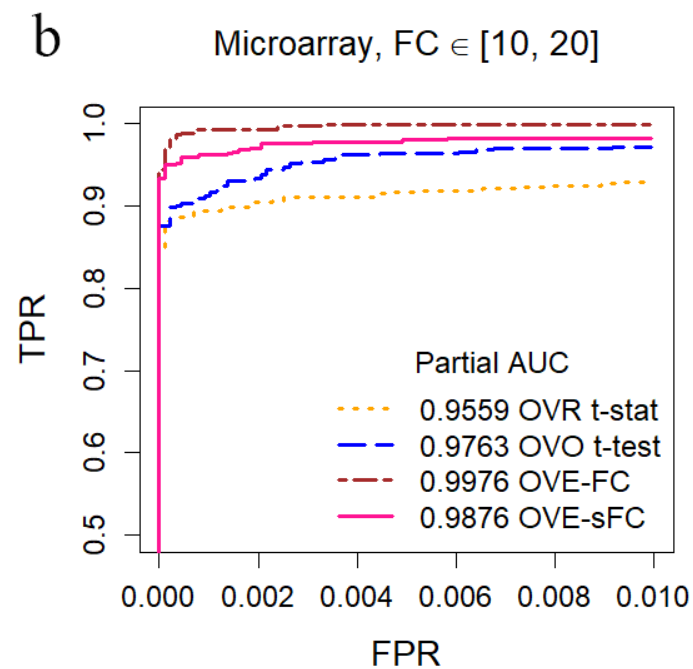 b
Microarray, FC ∈ [10, 20]
1.0
0.9
0.8
0.7
0.6
0.5
TPR
Partial AUC
0.9559 OVR t-stat
0.9763 OVO t-test
0.9976 OVE-FC
0.9876 OVE-sFC
0.000 0.002 0.004 0.006 0.008 0.010
FPR